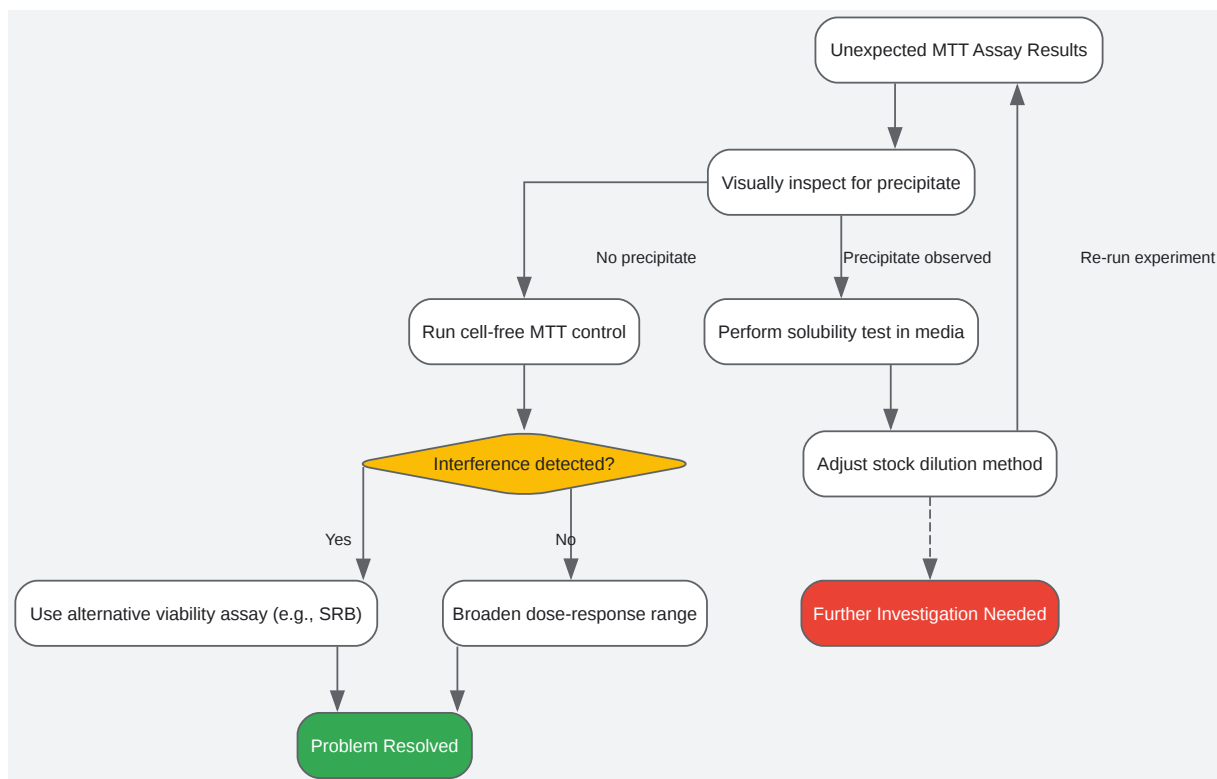 Unexpected MTT Assay Results
Visually inspect for precipitate
No precipitate
Precipitate observed
Re-run experiment
Run cell-free MTT control
Perform solubility test in media
Interference detected?
Adjust stock dilution method
Yes
No
Use alternative viability assay (e.g., SRB)
Broaden dose-response range
Further Investigation Needed
Problem Resolved